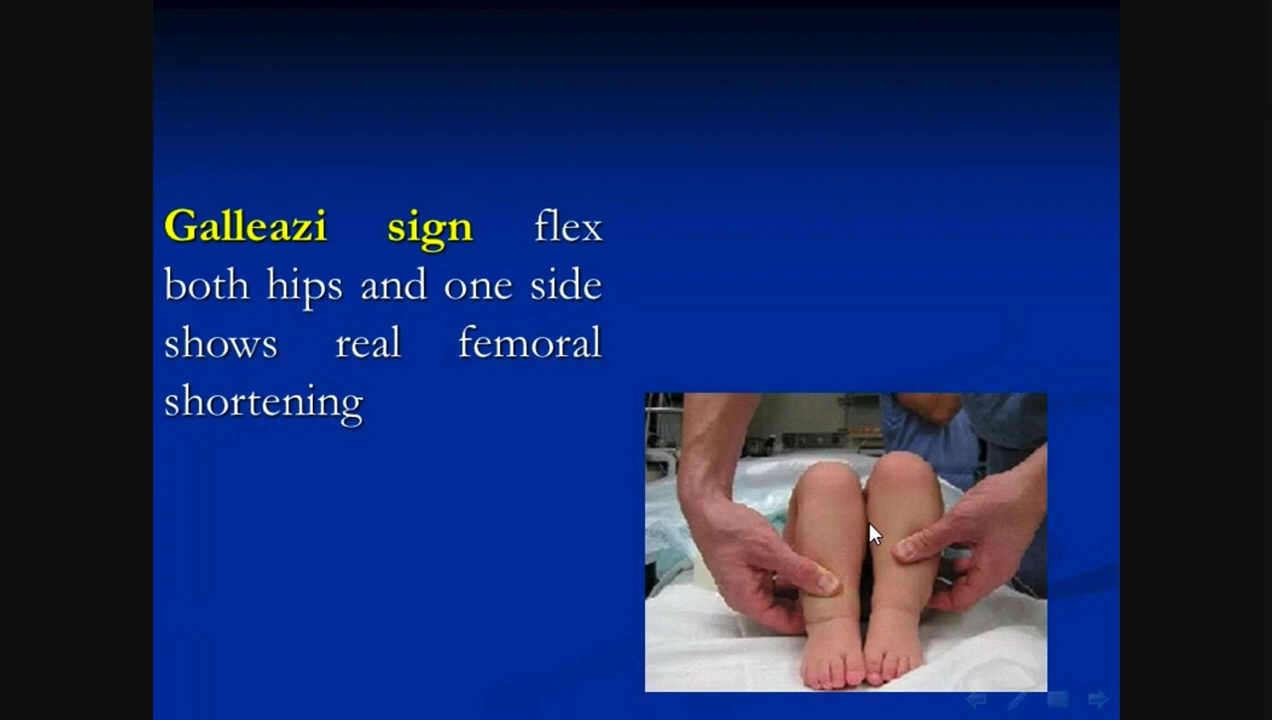 Galleazi sign flex
both hips and one side
shows real femoral
shortening